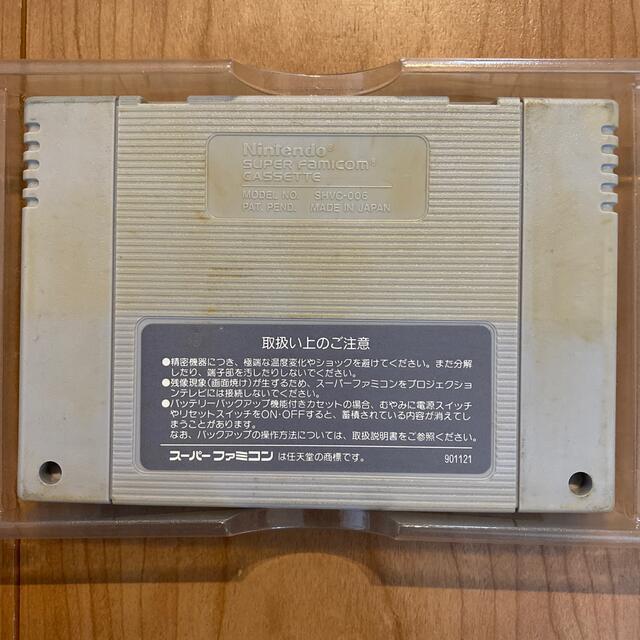 Nintendo®
SUPER FAMICOM®
CASSETTE
MODEL NO. SHVC-006
PAT. PEND. MADE IN JAPAN
取扱い上のご注意
●精密機器につき、極端な温度変化やショックを避けてください。また分解
したり、端子部を汚したりしないでください。
●残像現象(画面焼け)が生ずるため、スーパーファミコンをプロジェクショ
ンテレビには接続しないでください。
●バッテリーバックアップ機能付きカセットの場合、むやみに電源スイッチ
やリセットスイッチをON・OFFすると、蓄積されている内容が消えてし
まうことがあります。
なお、バックアップの操作方法については、取扱説明書をご参照ください。
スーパーファミコン は任天堂の商標です。 901121